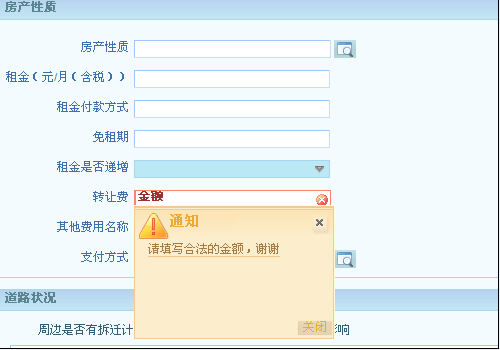 房产性质
房产性质
租金（元/月（含税））
租金付款方式
免租期
租金是否递增
转让费 金额
通知
其他费用名称
请填写合法的金额，谢谢
支付方式
道路状况
关闭
周边是否有拆迁计 影响